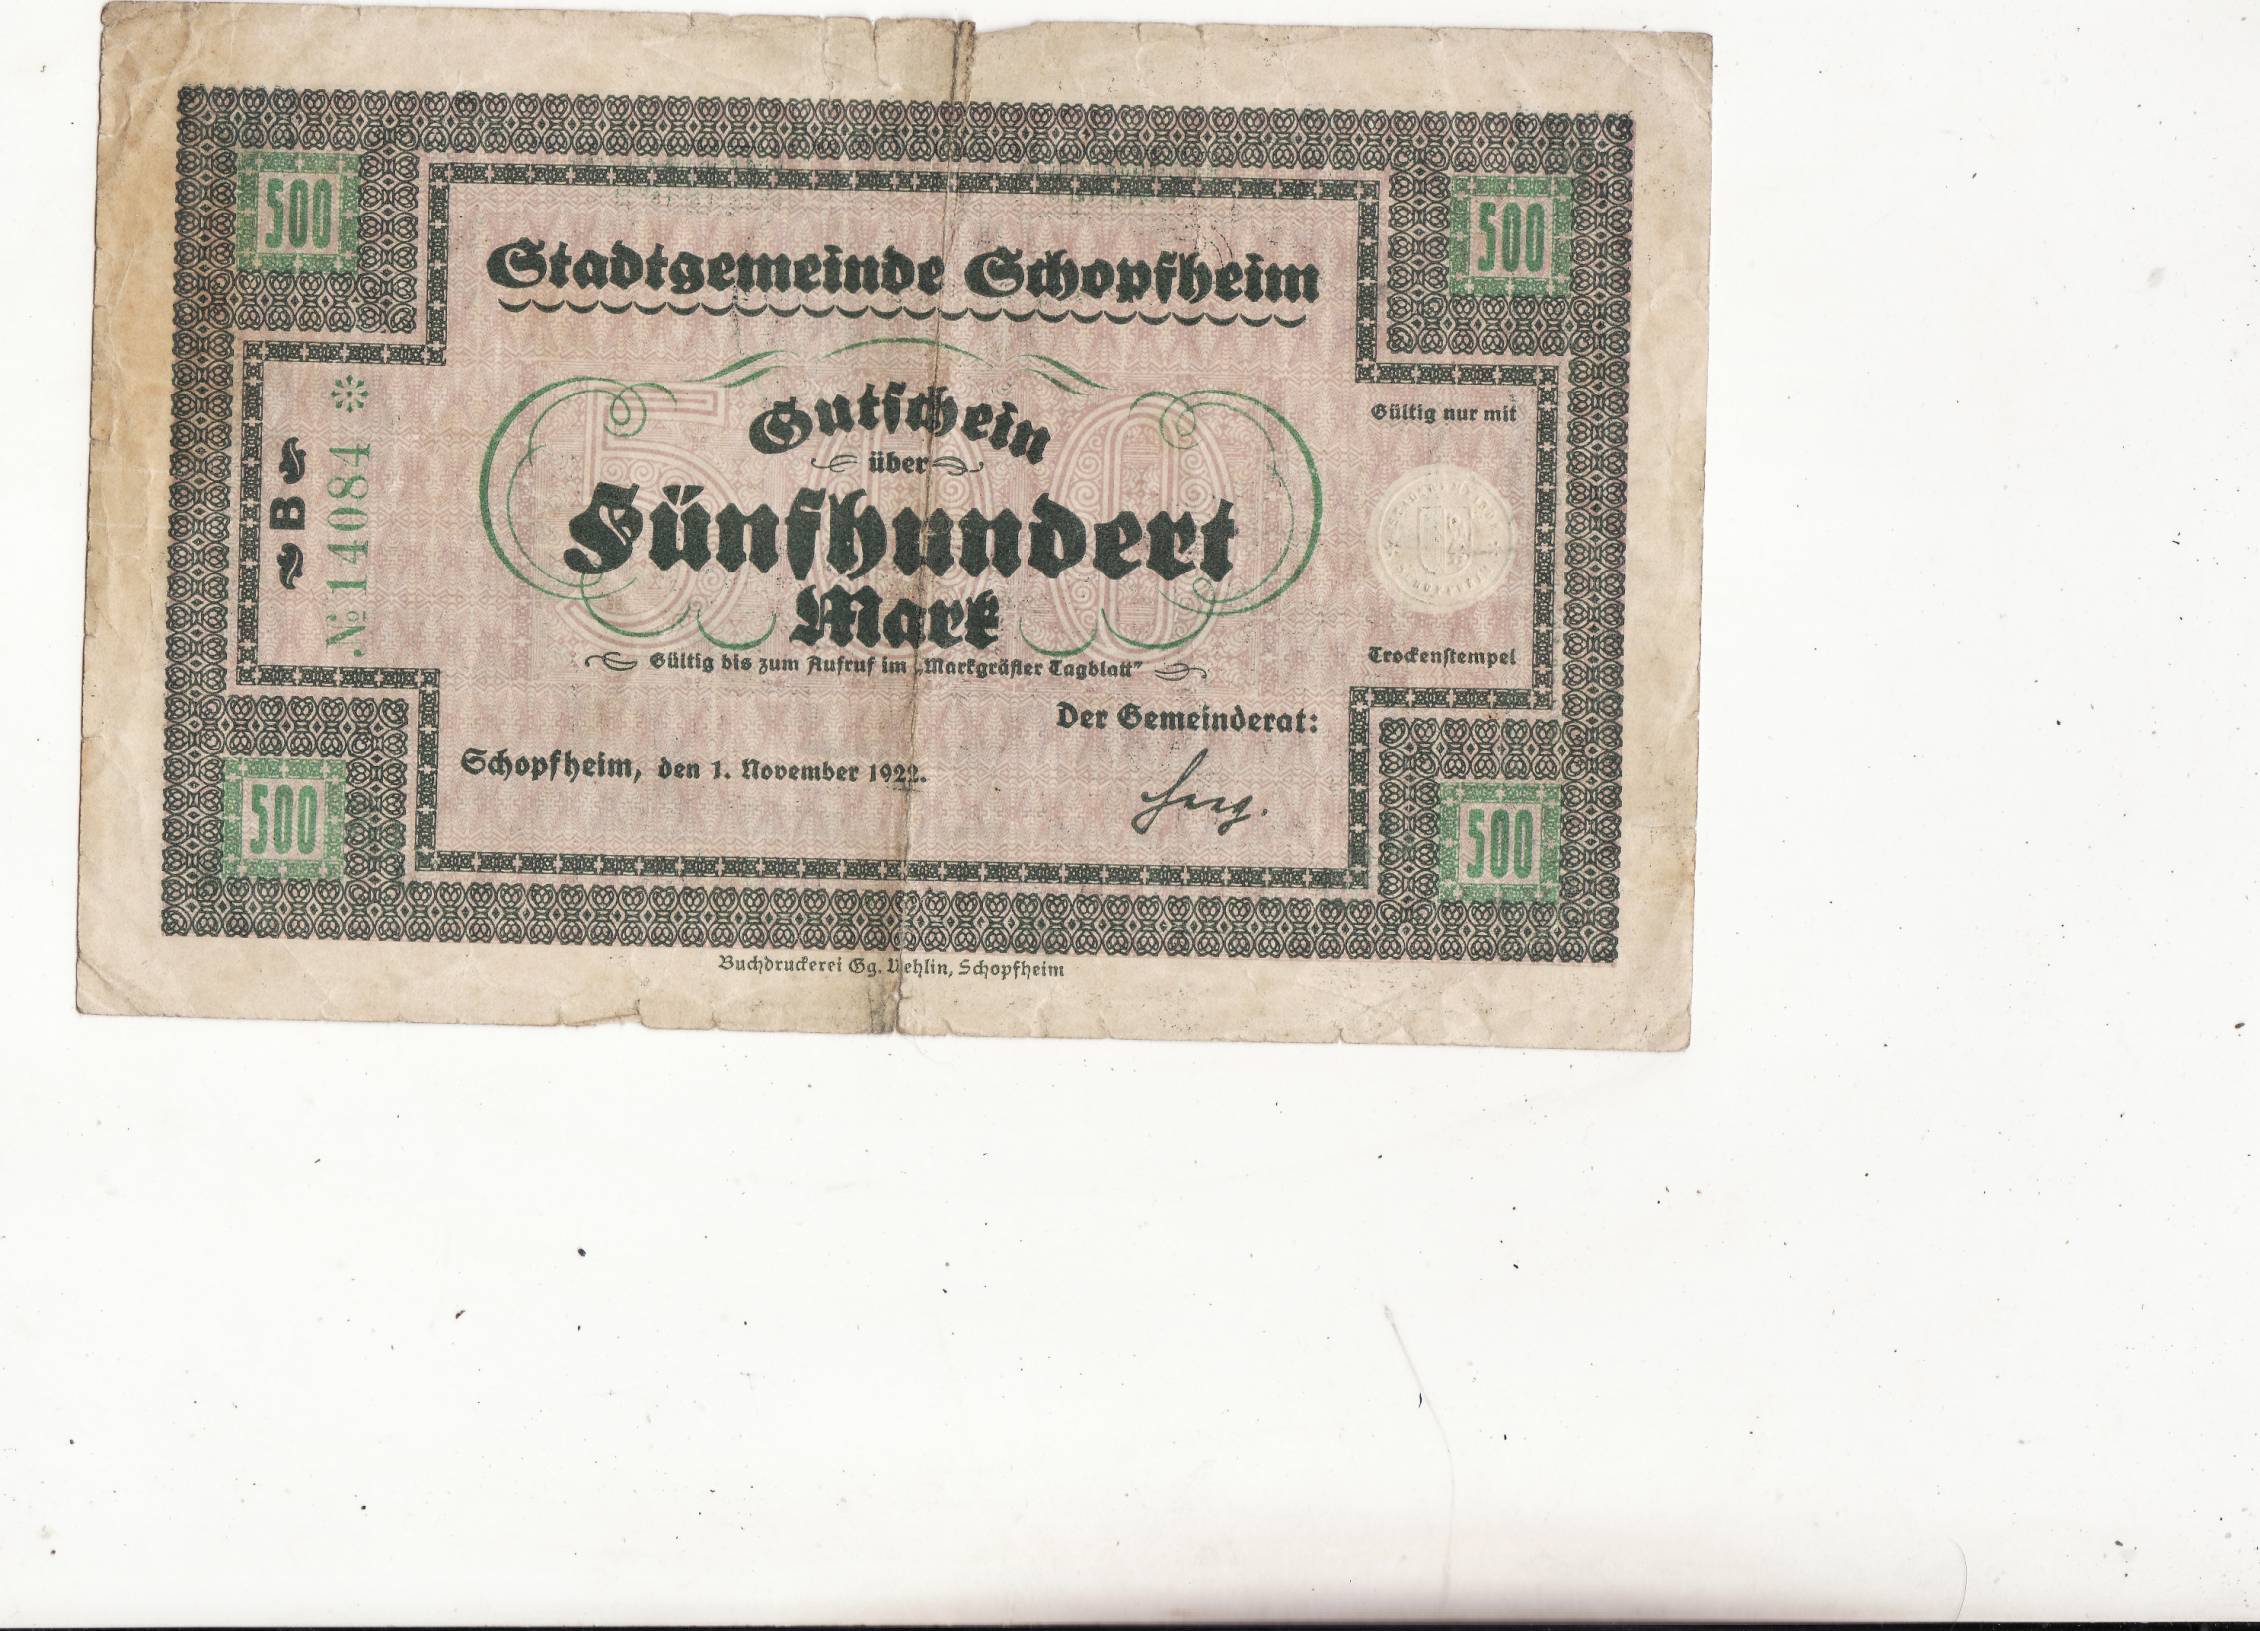 500
500
Stadtgemeinde Schopfheim
Gutschein
über
Fünfhundert
Mark
Gültig bis zum Aufruf im „Markgräfler Tagblatt"
Gültig nur mit
Trockenstempel
B
№ 14084 *
Der Gemeinderat:
Schopfheim, den 1. November 1922.
500
500
Buchdruckerei Gg. Uehlin, Schopfheim